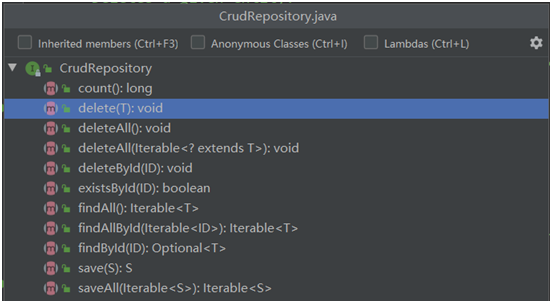 CrudRepository.java
Inherited members (Ctrl+F3) Anonymous Classes (Ctrl+I) Lambdas (Ctrl+L)
CrudRepository
count(): long
delete(T): void
deleteAll(): void
deleteAll(Iterable<? extends T>): void
deleteById(ID): void
existsById(ID): boolean
findAll(): Iterable<T>
findAllById(Iterable<ID>): Iterable<T>
findById(ID): Optional<T>
save(S): S
saveAll(Iterable<S>): Iterable<S>